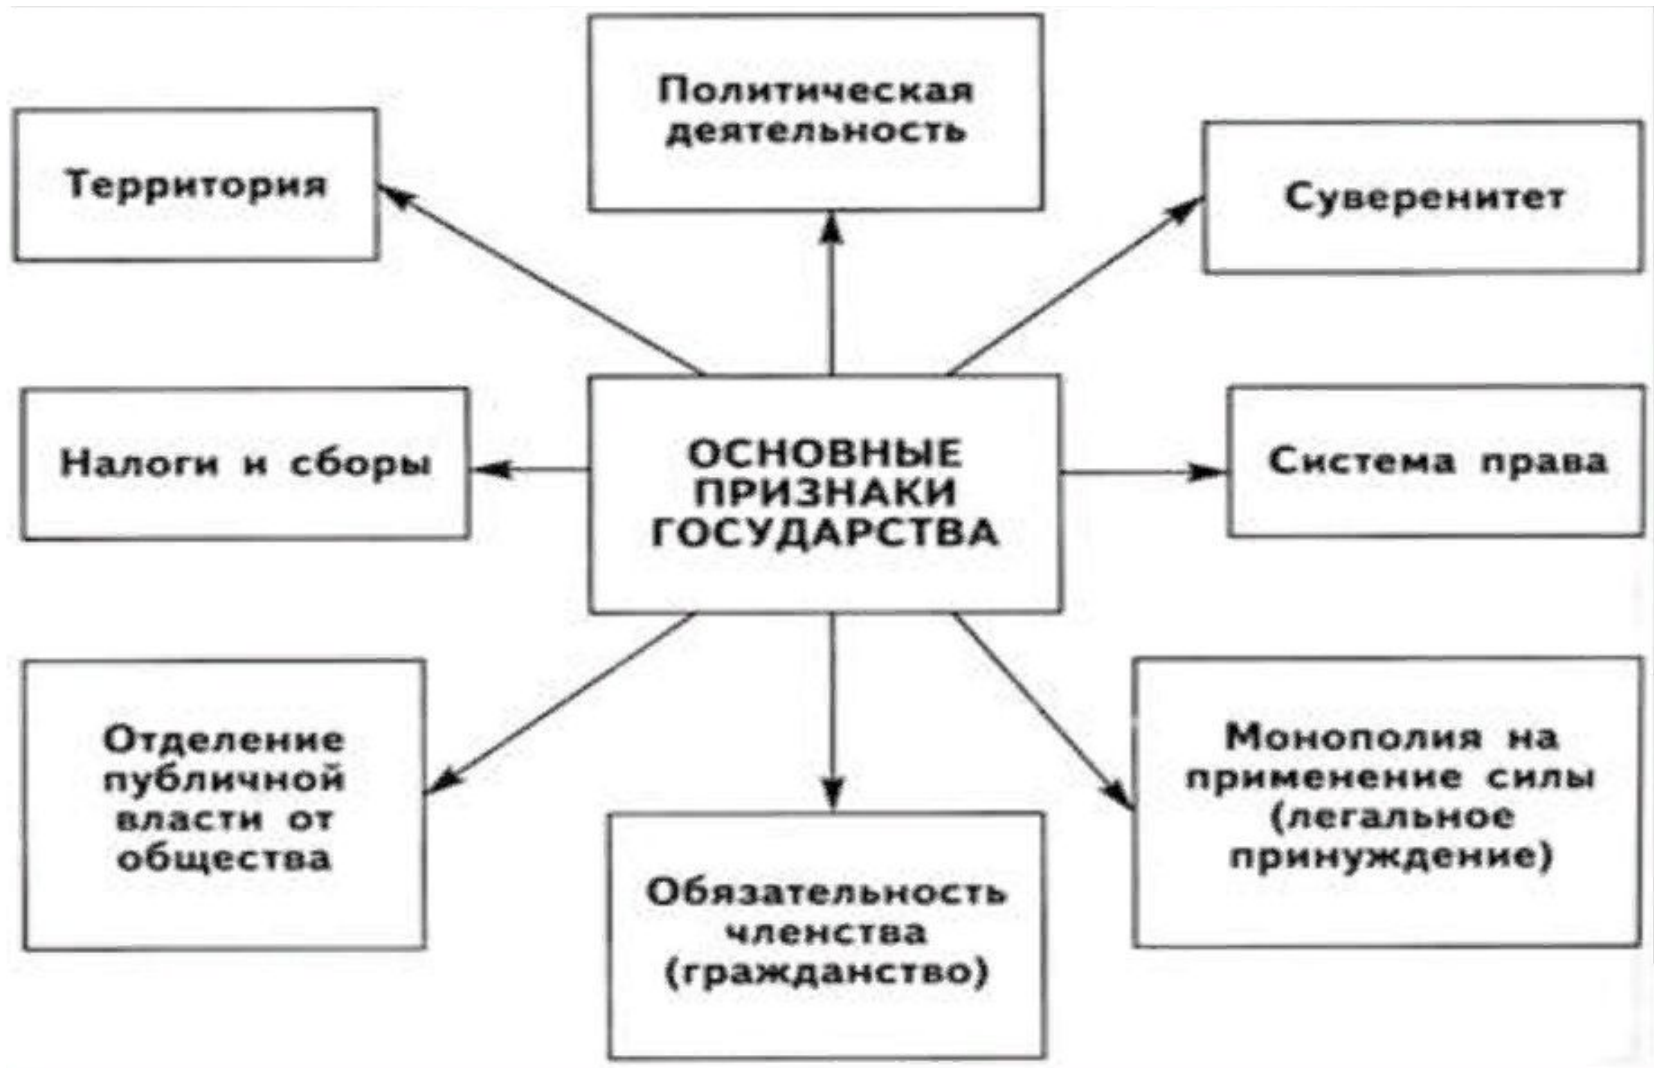 Политическая
деятельность
Территория
Суверенитет
Налоги и сборы
ОСНОВНЫЕ
ПРИЗНАКИ
ГОСУДАРСТВА
Система права
Отделение
публичной
власти от
общества
Обязательность
членства
(гражданство)
Монополия на
применение силы
(легальное
принуждение)